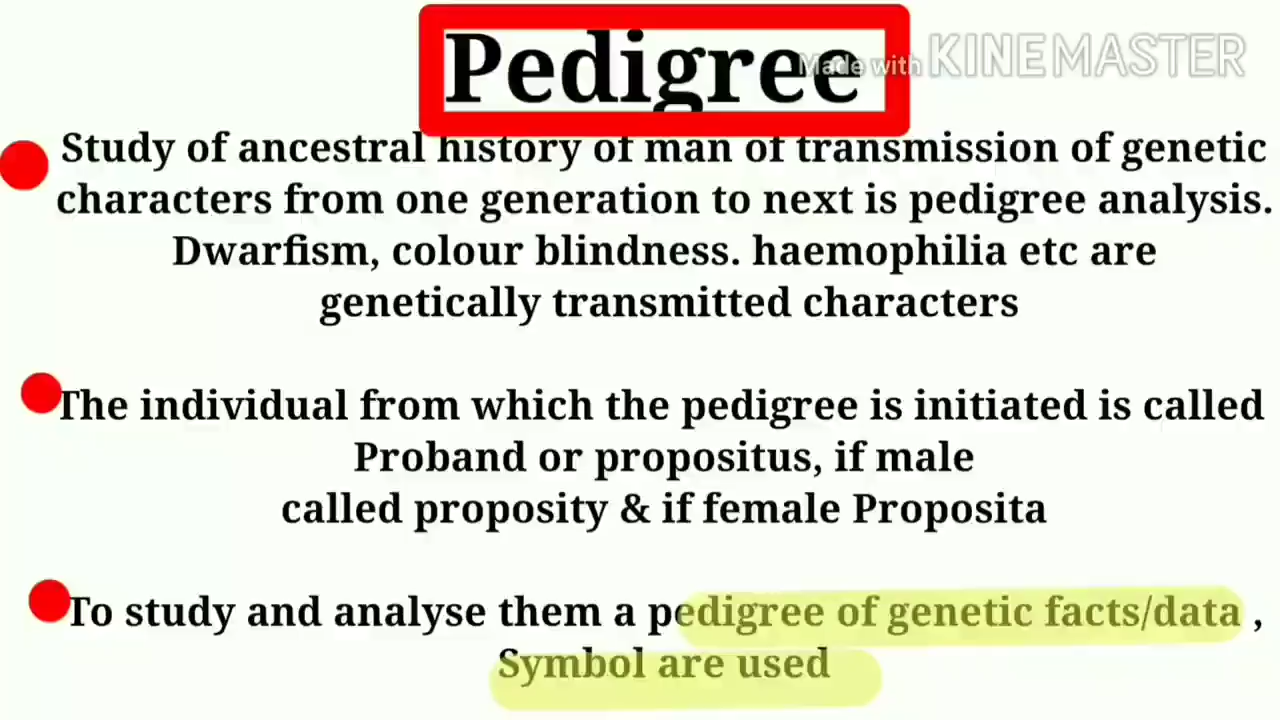 Pedigree
Made with KINEMASTER
Study of ancestral history of man of transmission of genetic
characters from one generation to next is pedigree analysis.
Dwarfism, colour blindness. haemophilia etc are
genetically transmitted characters
The individual from which the pedigree is initiated is called
Proband or propositus, if male
called proposity & if female Proposita
To study and analyse them a pedigree of genetic facts/data ,
Symbol are used